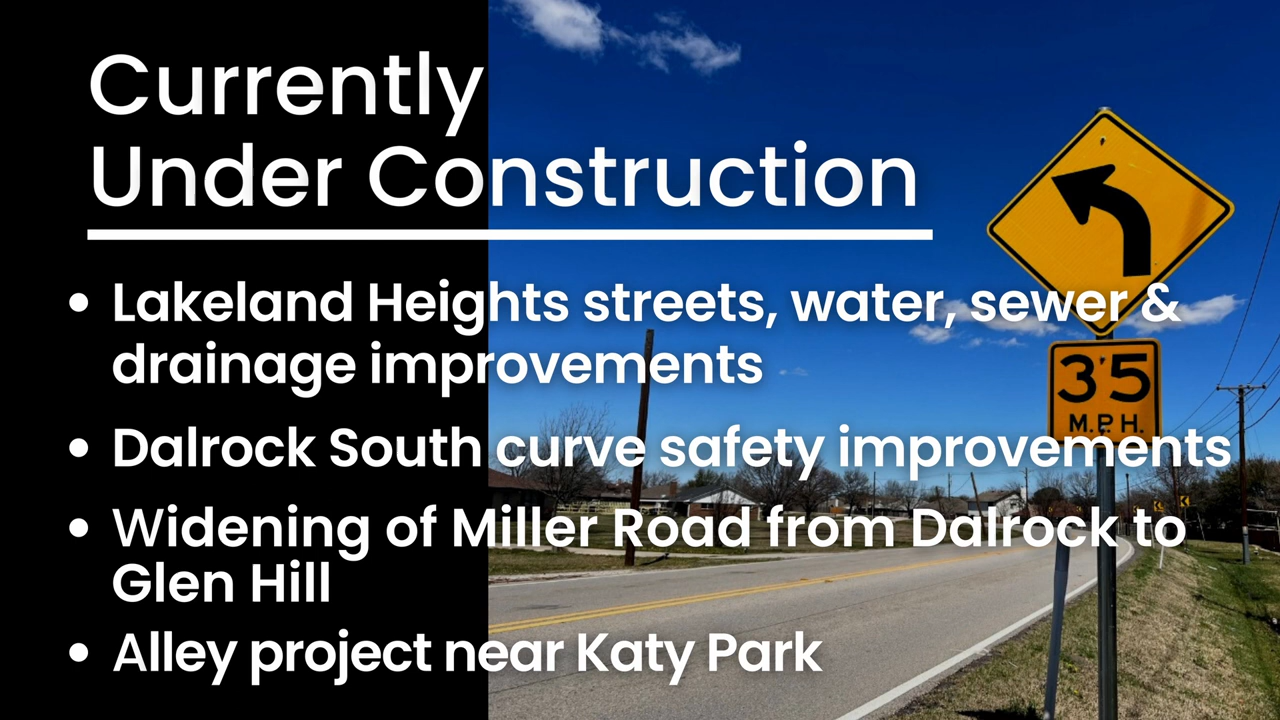 Currently
Under Construction
• Lakeland Heights streets, water, sewer &
drainage improvements
• Dalrock South curve safety improvements
• Widening of Miller Road from Dalrock to
Glen Hill
• Alley project near Katy Park
35
M.P.H.